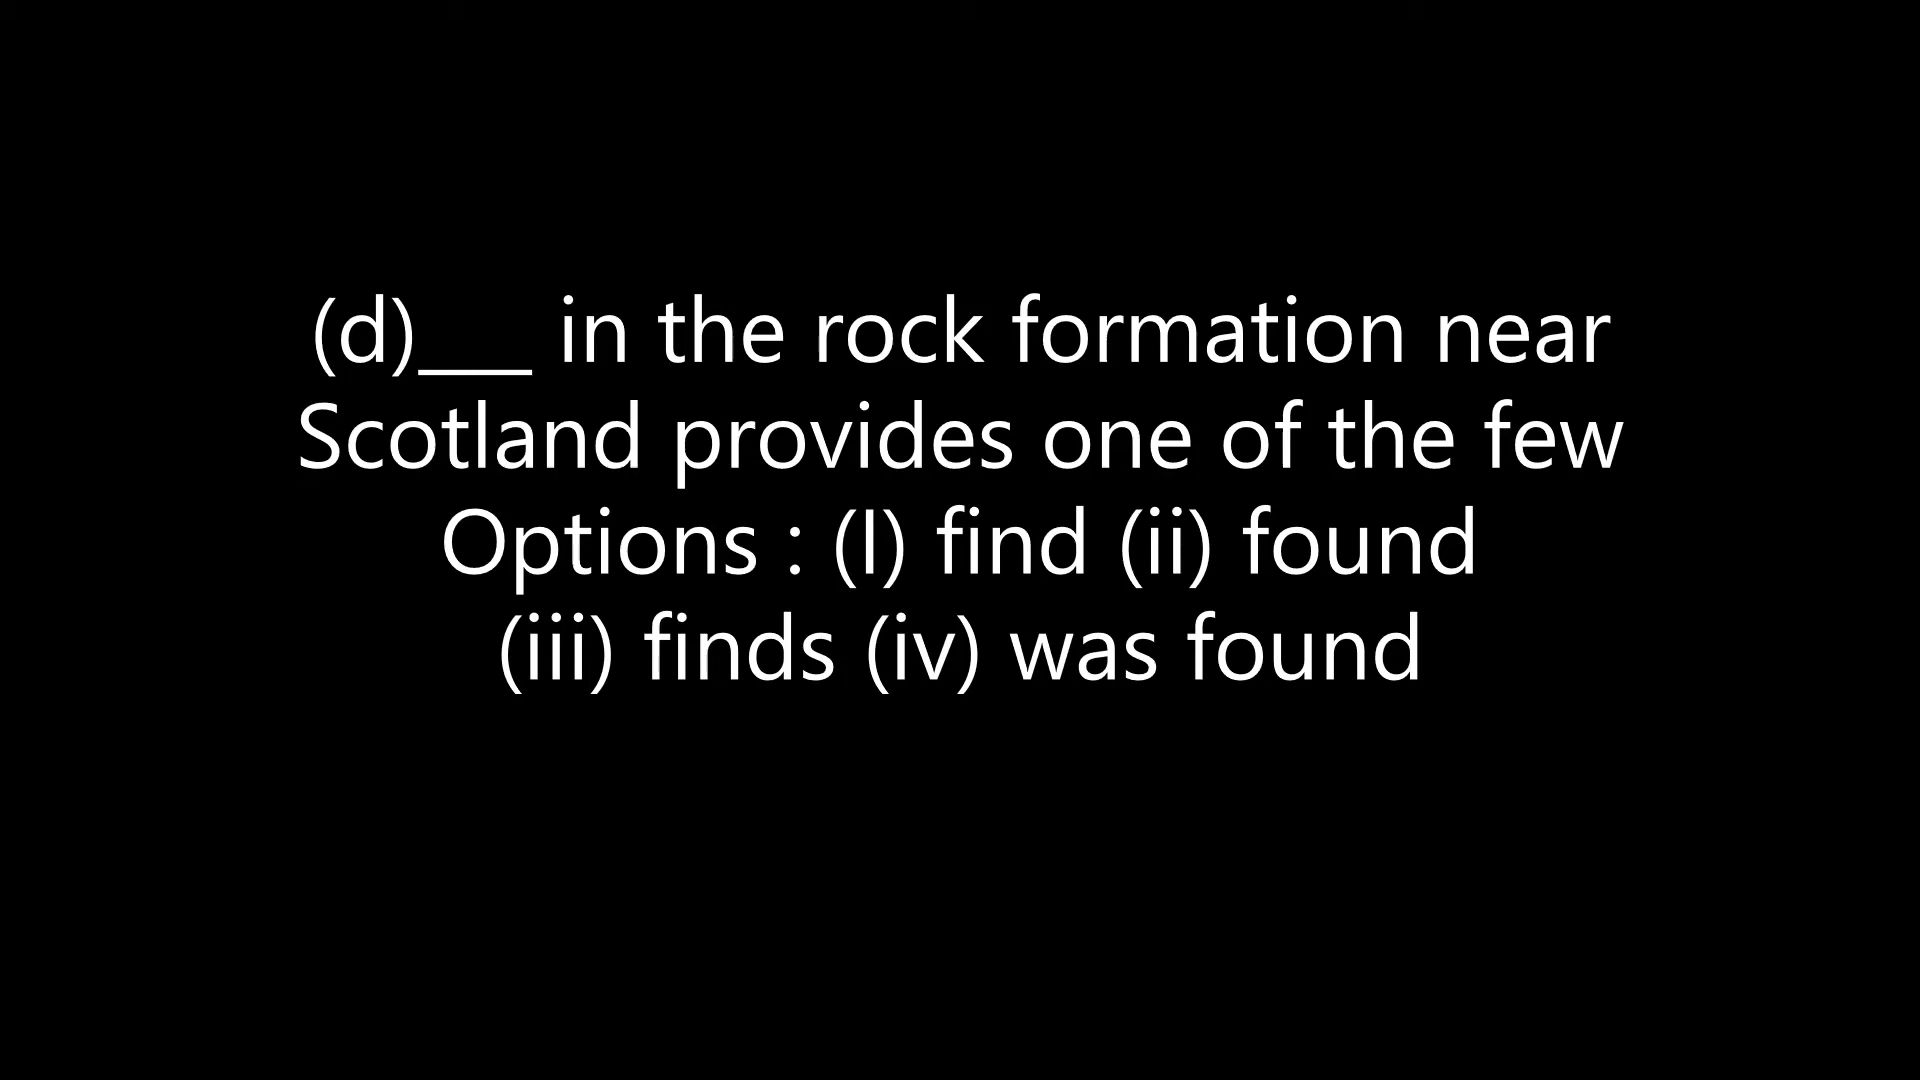 (d)___ in the rock formation near
Scotland provides one of the few
Options : (I) find (ii) found
(iii) finds (iv) was found